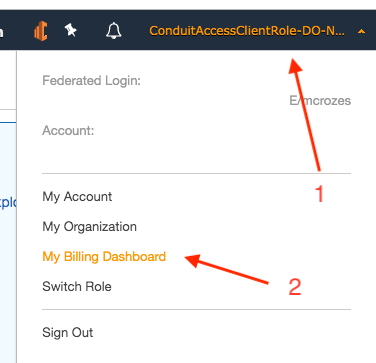 ConduitAccessClientRole-DO-N...
Federated Login:
E/mcrozes
Account:
1
My Account
My Organization
My Billing Dashboard
2
Switch Role
Sign Out